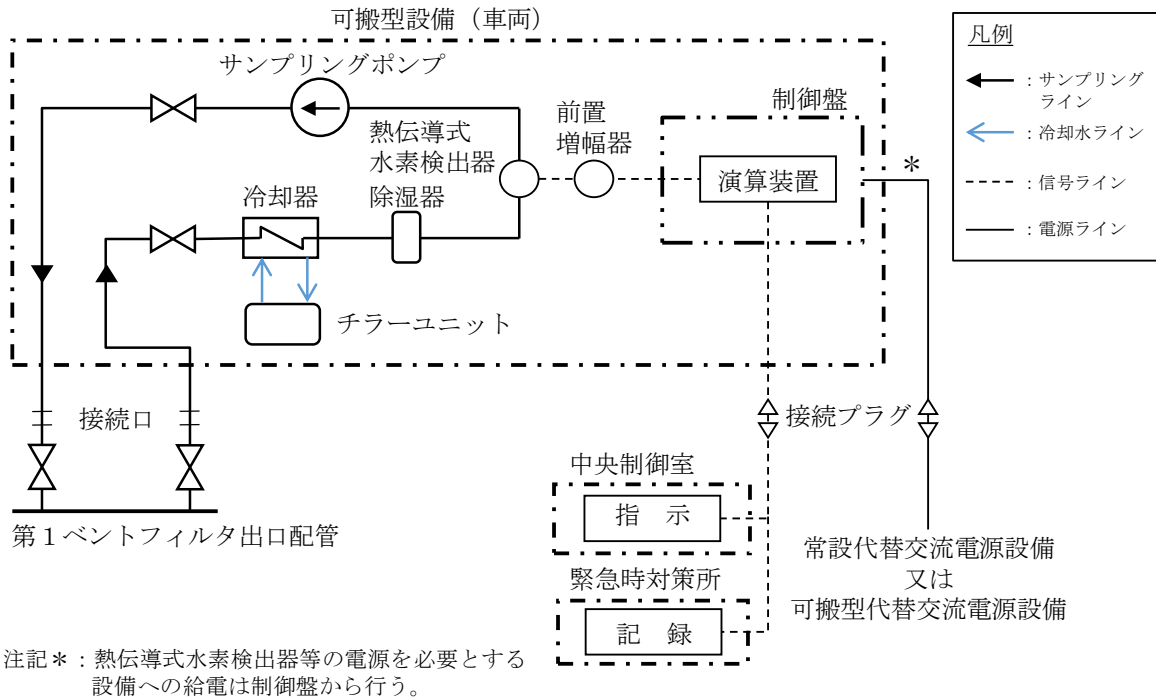 可搬型設備（車両）
サンプリングポンプ
熱伝導式
水素検出器
前置
増幅器
制御盤
演算装置
＊
冷却器
除湿器
チラーユニット
接続口
第１ベントフィルタ出口配管
接続プラグ
中央制御室
指　示
緊急時対策所
記　録
常設代替交流電源設備
又は
可搬型代替交流電源設備
凡例
：サンプリング
ライン
：冷却水ライン
：信号ライン
：電源ライン
注記＊：熱伝導式水素検出器等の電源を必要とする
設備への給電は制御盤から行う。